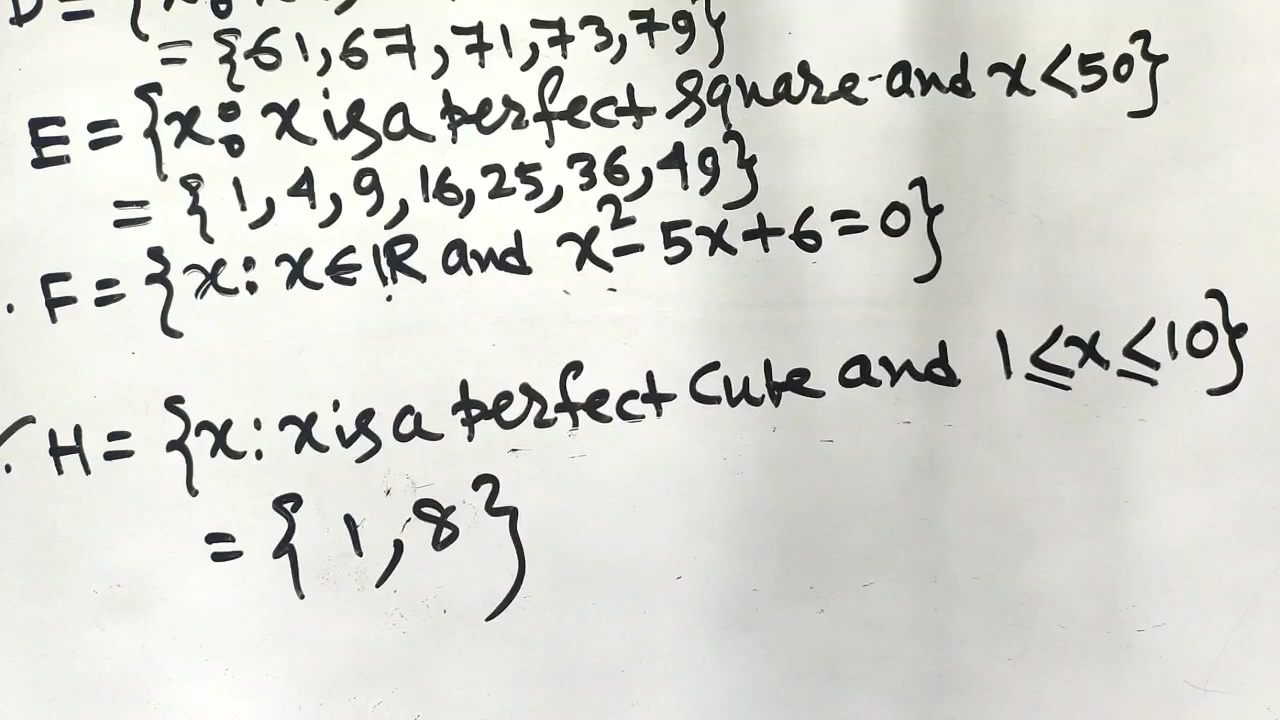 D = {x:
= {61, 67, 71, 73, 79}
E = {x : x is a perfect square and x < 50}
= {1, 4, 9, 16, 25, 36, 49}
. F = {x : x ∈ IR and x² - 5x + 6 = 0}
. H = {x : x is a perfect Cube and 1 ≤ x ≤ 10}
= {1, 8}